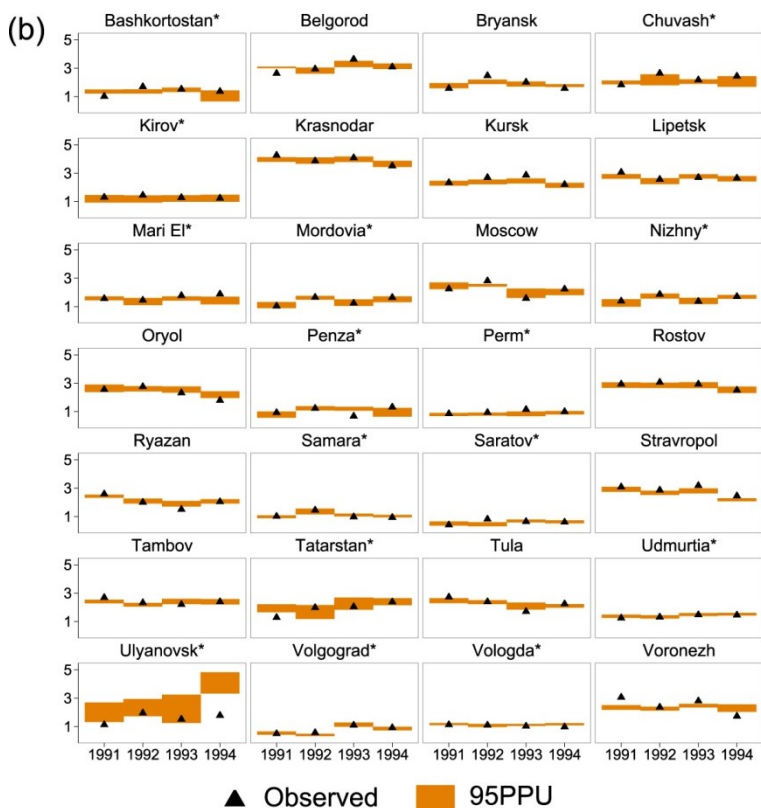 (b)
Bashkortostan* Belgorod Bryansk Chuvash*
5
3
1
Kirov* Krasnodar Kursk Lipetsk
5
3
1
Mari El* Mordovia* Moscow Nizhny*
5
3
1
Oryol Penza* Perm* Rostov
5
3
1
Ryazan Samara* Saratov* Stravropol
5
3
1
Tambov Tatarstan* Tula Udmurtia*
5
3
1
Ulyanovsk* Volgograd* Vologda* Voronezh
5
3
1
1991 1992 1993 1994 1991 1992 1993 1994 1991 1992 1993 1994 1991 1992 1993 1994
Observed 95PPU